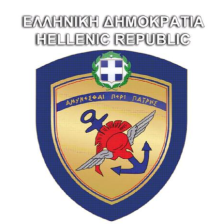 ΕΛΛΗΝΙΚΗ ΔΗΜΟΚΡΑΤΙΑ
HELLENIC REPUBLIC
ΑΜΥΝΕΣΘΑΙ ΠΕΡΙ ΠΑΤΡΗΣ